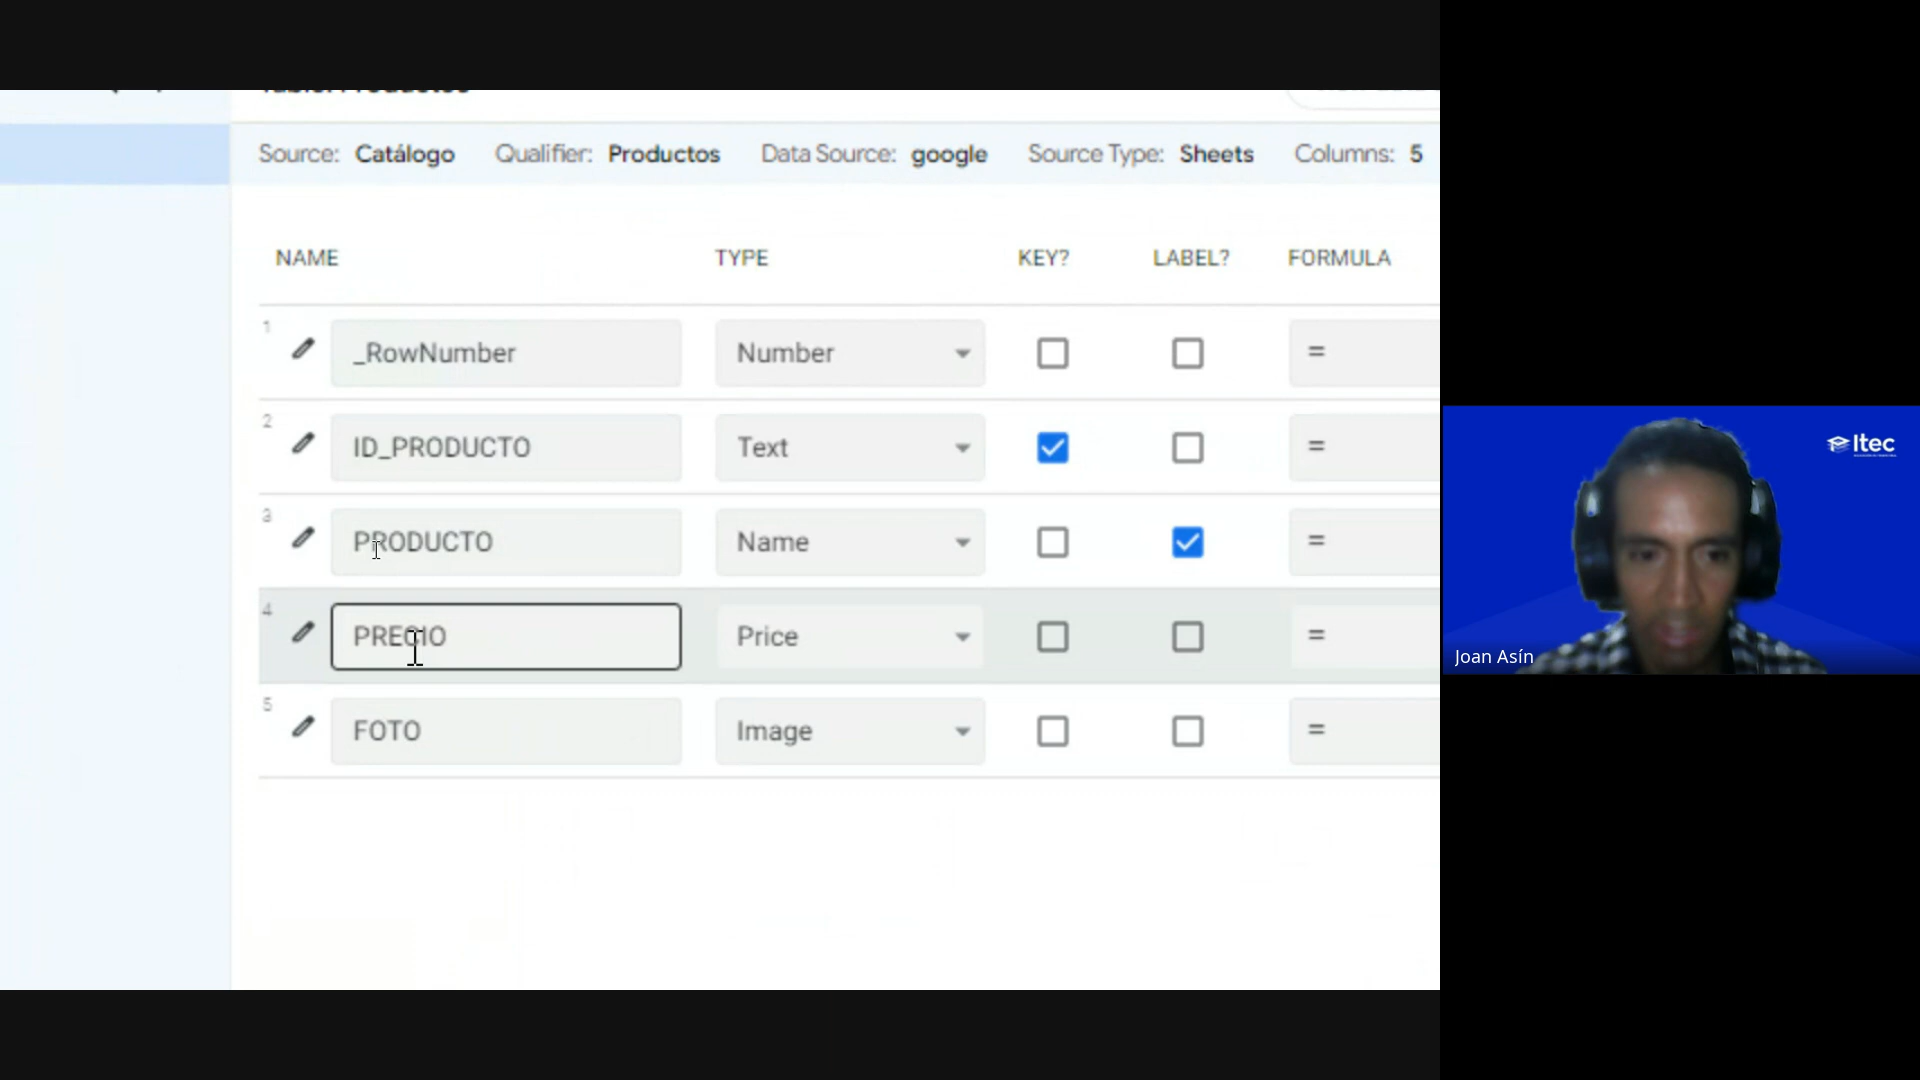 Source: Catálogo Qualifier: Productos Data Source: google Source Type: Sheets Columns: 5
NAME TYPE KEY? LABEL? FORMULA
1 _RowNumber Number =
2 ID_PRODUCTO Text =
3 PRODUCTO Name =
4 PRECIO Price =
5 FOTO Image =
Itec
Joan Asín